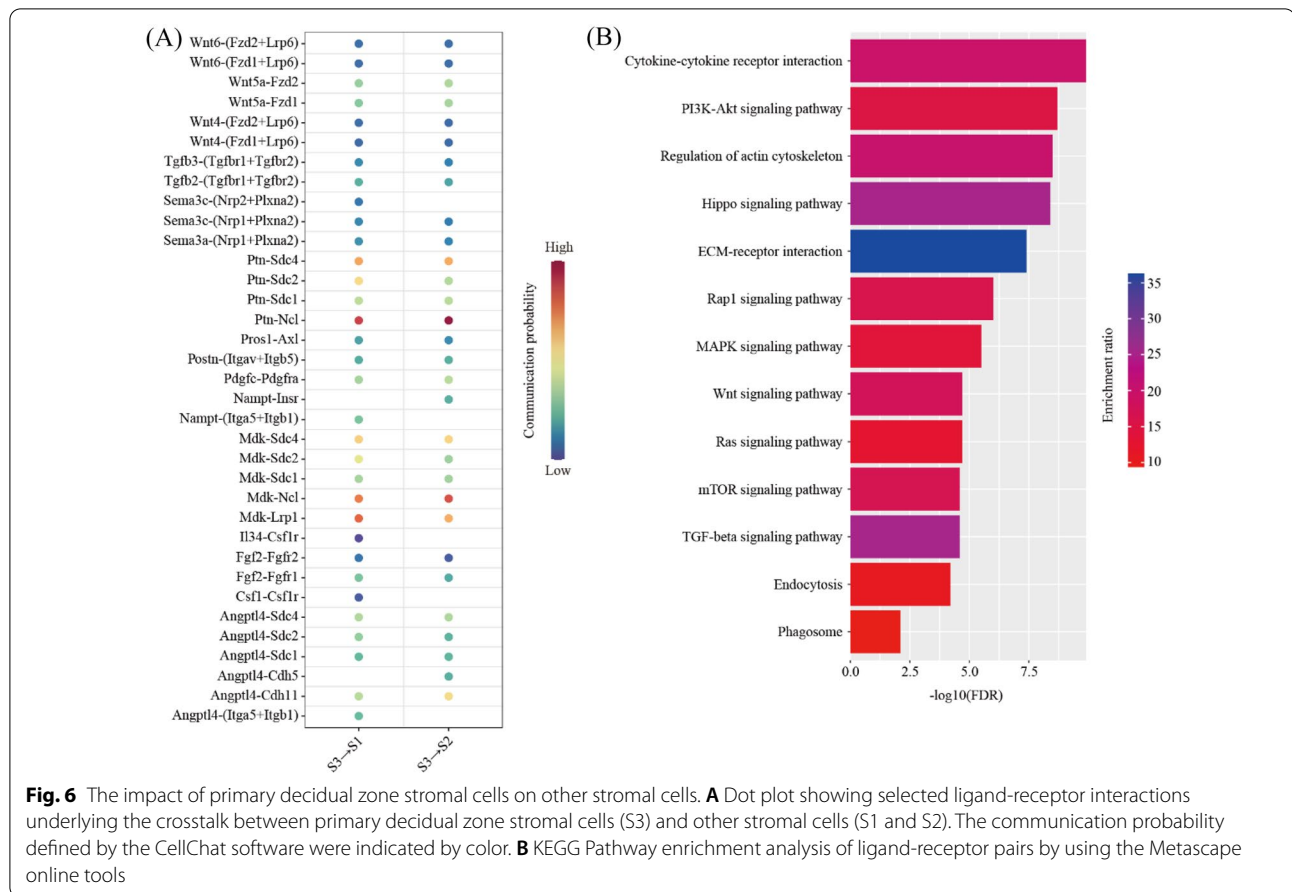 (A)
Wnt6-(Fzd2+Lrp6)
Wnt6-(Fzd1+Lrp6)
Wnt5a-Fzd2
Wnt5a-Fzd1
Wnt4-(Fzd2+Lrp6)
Wnt4-(Fzd1+Lrp6)
Tgfb3-(Tgfbr1+Tgfbr2)
Tgfb2-(Tgfbr1+Tgfbr2)
Sema3c-(Nrp2+Plxna2)
Sema3c-(Nrp1+Plxna2)
Sema3a-(Nrp1+Plxna2)
Ptn-Sdc4
Ptn-Sdc2
Ptn-Sdc1
Ptn-Ncl
Pros1-Axl
Postn-(Itgav+Itgb5)
Pdgfc-Pdgfra
Nampt-Insr
Nampt-(Itga5+Itgb1)
Mdk-Sdc4
Mdk-Sdc2
Mdk-Sdc1
Mdk-Ncl
Mdk-Lrp1
Il34-Csf1r
Fgf2-Fgfr2
Fgf2-Fgfr1
Csf1-Csf1r
Angptl4-Sdc4
Angptl4-Sdc2
Angptl4-Sdc1
Angptl4-Cdh5
Angptl4-Cdh11
Angptl4-(Itga5+Itgb1)
S3→S1
S3→S2
High
Communication probability
Low
(B)
Cytokine-cytokine receptor interaction
PI3K-Akt signaling pathway
Regulation of actin cytoskeleton
Hippo signaling pathway
ECM-receptor interaction
Rap1 signaling pathway
MAPK signaling pathway
Wnt signaling pathway
Ras signaling pathway
mTOR signaling pathway
TGF-beta signaling pathway
Endocytosis
Phagosome
0.0 2.5 5.0 7.5
-log10(FDR)
Enrichment ratio
35
30
25
20
15
10
Fig. 6 The impact of primary decidual zone stromal cells on other stromal cells. A Dot plot showing selected ligand-receptor interactions
underlying the crosstalk between primary decidual zone stromal cells (S3) and other stromal cells (S1 and S2). The communication probability
defined by the CellChat software were indicated by color. B KEGG Pathway enrichment analysis of ligand-receptor pairs by using the Metascape
online tools